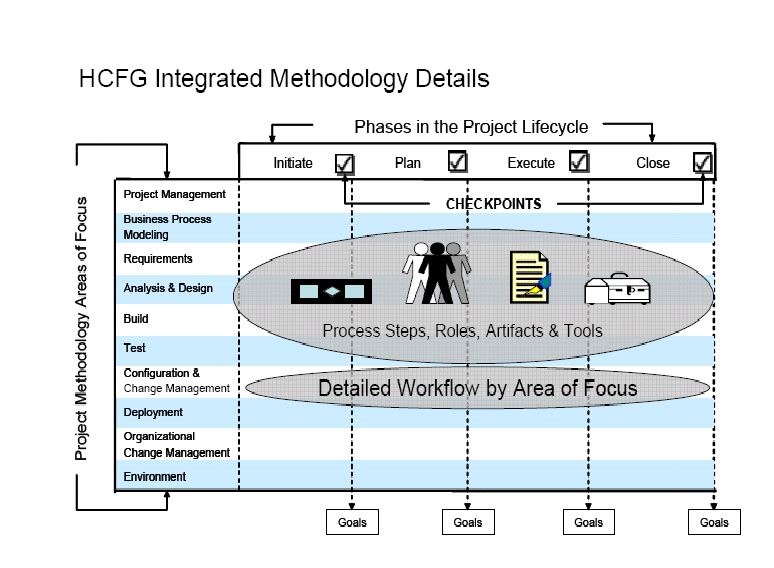 HCFG Integrated Methodology Details
Phases in the Project Lifecycle
Initiate
Plan
Execute
Close
CHECKPOINTS
Project Methodology Areas of Focus
Project Management
Business Process
Modeling
Requirements
Analysis & Design
Build
Test
Configuration &
Change Management
Deployment
Organizational
Change Management
Environment
Process Steps, Roles, Artifacts & Tools
Detailed Workflow by Area of Focus
Goals
Goals
Goals
Goals